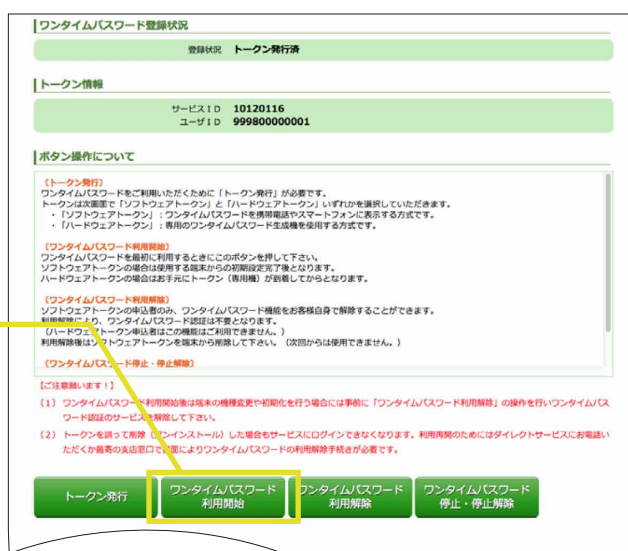 ワンタイムパスワード登録状況
登録状況 トークン発行済
トークン情報
サービスＩＤ 10120116
ユーザＩＤ 999800000001
ボタン操作について
〔トークン発行〕
ワンタイムパスワードをご利用いただくために「トークン発行」が必要です。
トークンは次画面で「ソフトウェアトークン」と「ハードウェアトークン」いずれかを選択していただきます。
・「ソフトウェアトークン」：ワンタイムパスワードを携帯電話やスマートフォンに表示する方式です。
・「ハードウェアトークン」：専用のワンタイムパスワード生成機を使用する方式です。
〔ワンタイムパスワード利用開始〕
ワンタイムパスワードを最初に利用するときにこのボタンを押して下さい。
ソフトウェアトークンの場合は使用する端末からの初期設定完了後となります。
ハードウェアトークンの場合はお手元にトークン（専用機）が到着してからとなります。
〔ワンタイムパスワード利用解除〕
ソフトウェアトークンの申込者のみ、ワンタイムパスワード機能をお客様自身で解除することができます。
利用解除により、ワンタイムパスワード認証は不要となります。
（ハードウェアトークン申込者はこの機能はご利用できません。）
利用解除後はソフトウェアトークンを端末から削除して下さい。（次回からは使用できません。）
〔ワンタイムパスワード停止・停止解除〕
【ご注意願います！】
（１）ワンタイムパスワード利用開始後は端末の機種変更や初期化を行う場合には事前に「ワンタイムパスワード利用解除」の操作を行いワンタイムパス
ワード認証のサービスを解除して下さい。
（２）トークンを誤って削除（アンインストール）した場合もサービスにログインできなくなります。利用再開のためにはダイレクトサービスにお電話い
ただくか最寄の支店窓口で書面によりワンタイムパスワードの利用解除手続きが必要です。
トークン発行
ワンタイムパスワード
利用開始
ワンタイムパスワード
利用解除
ワンタイムパスワード
停止・停止解除